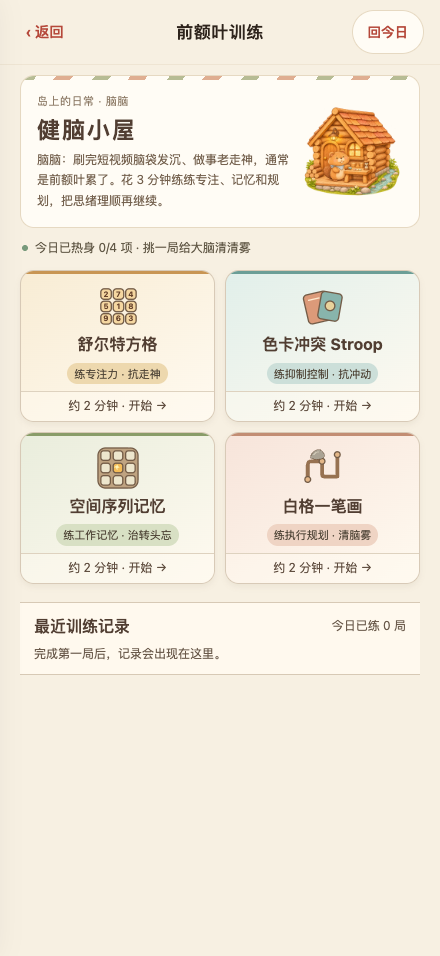 ‹ 返回
前额叶训练
回今日
岛上的日常 · 脑脑
健脑小屋
脑脑：刷完短视频脑袋发沉、做事老走神，通常
是前额叶累了。花 3 分钟练练专注、记忆和规
划，把思绪理顺再继续。
今日已热身 0/4 项 · 挑一局给大脑清清雾
2 7 4
5 1 8
9 6 3
舒尔特方格
练专注力 · 抗走神
约 2 分钟 · 开始 →
色卡冲突 Stroop
练抑制控制 · 抗冲动
约 2 分钟 · 开始 →
空间序列记忆
练工作记忆 · 治转头忘
约 2 分钟 · 开始 →
白格一笔画
练执行规划 · 清脑雾
约 2 分钟 · 开始 →
最近训练记录
今日已练 0 局
完成第一局后，记录会出现在这里。